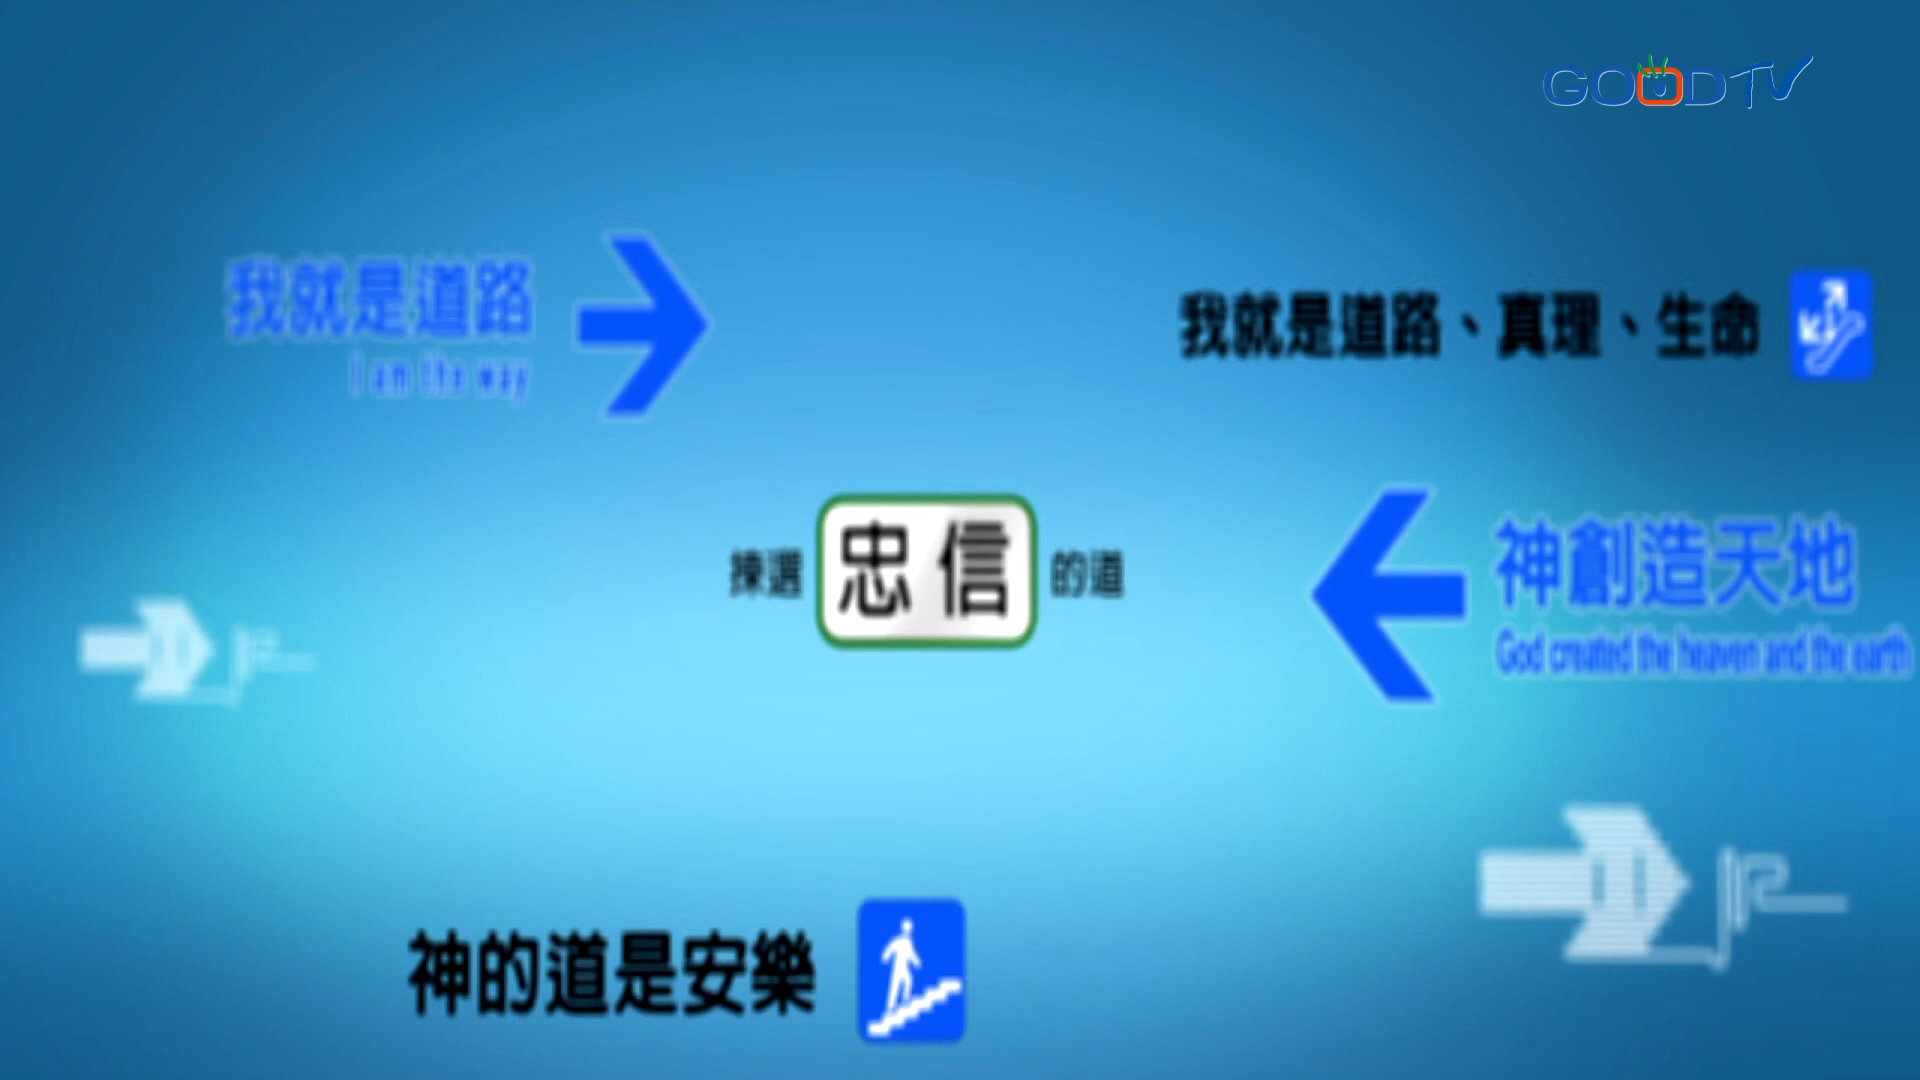 GOOD TV
我就是道路
I am the way
我就是道路、真理、生命
揀選 忠信 的道
神創造天地
God created the heaven and the earth
神的道是安樂